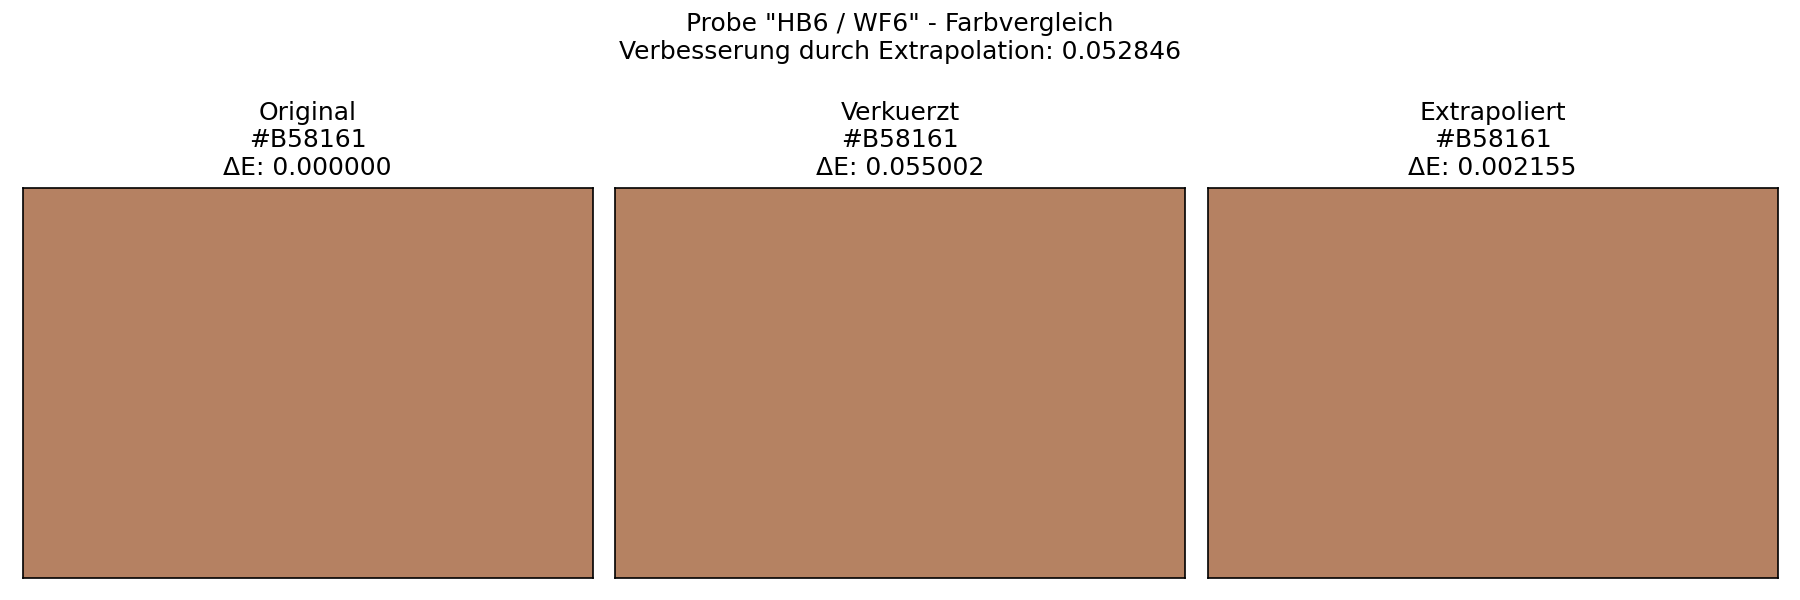 Probe "HB6 / WF6" - Farbvergleich
Verbesserung durch Extrapolation: 0.052846
Original
#B58161
ΔE: 0.000000
Verkuerzt
#B58161
ΔE: 0.055002
Extrapoliert
#B58161
ΔE: 0.002155